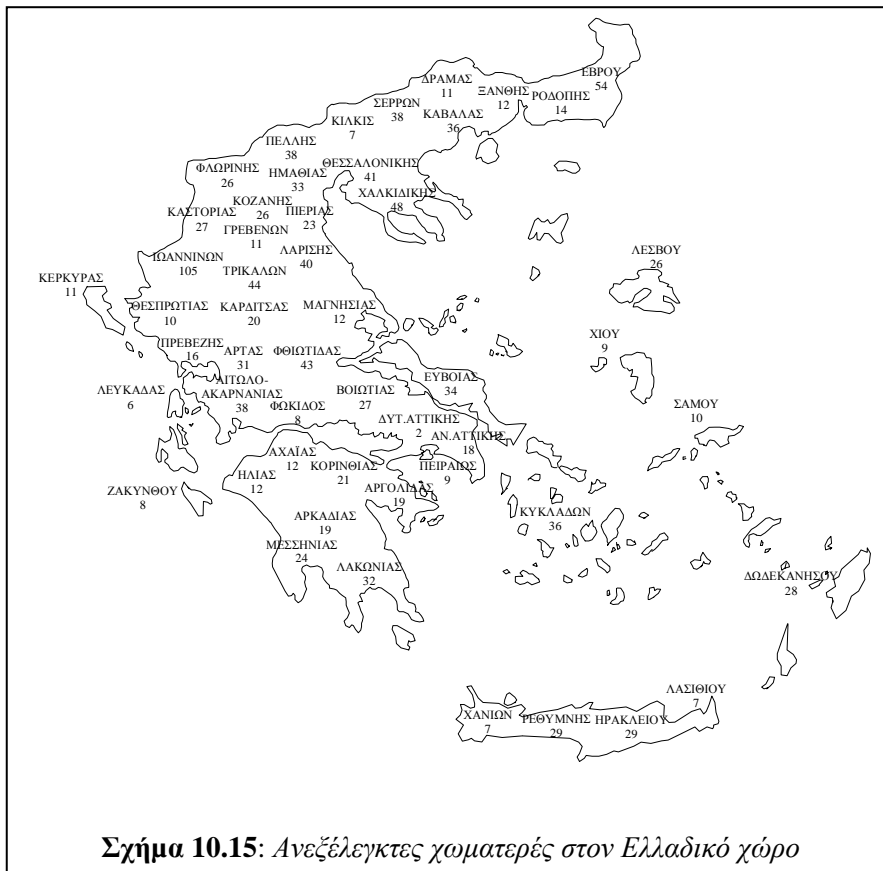 ΕΒΡΟΥ
54
ΔΡΑΜΑΣ
11
ΞΑΝΘΗΣ
12
ΡΟΔΟΠΗΣ
14
ΣΕΡΡΩΝ
38
ΚΑΒΑΛΑΣ
36
ΚΙΛΚΙΣ
7
ΠΕΛΛΗΣ
38
ΦΛΩΡΙΝΗΣ
26
ΗΜΑΘΙΑΣ
33
ΘΕΣΣΑΛΟΝΙΚΗΣ
41
ΧΑΛΚΙΔΙΚΗΣ
48
ΚΟΖΑΝΗΣ
26
ΚΑΣΤΟΡΙΑΣ
27
ΠΙΕΡΙΑΣ
23
ΓΡΕΒΕΝΩΝ
11
ΙΩΑΝΝΙΝΩΝ
105
ΛΑΡΙΣΗΣ
40
ΤΡΙΚΑΛΩΝ
44
ΛΕΣΒΟΥ
26
ΚΕΡΚΥΡΑΣ
11
ΘΕΣΠΡΩΤΙΑΣ
10
ΚΑΡΔΙΤΣΑΣ
20
ΜΑΓΝΗΣΙΑΣ
12
ΧΙΟΥ
9
ΠΡΕΒΕΖΗΣ
16
ΑΡΤΑΣ
31
ΦΘΙΩΤΙΔΑΣ
43
ΕΥΒΟΙΑΣ
34
ΛΕΥΚΑΔΑΣ
6
ΑΙΤΩΛΟ-
ΑΚΑΡΝΑΝΙΑΣ
38
ΒΟΙΩΤΙΑΣ
27
ΦΩΚΙΔΟΣ
8
ΣΑΜΟΥ
10
ΔΥΤ.ΑΤΤΙΚΗΣ
2
ΑΝ.ΑΤΤΙΚΗΣ
18
ΑΧΑΪΑΣ
12
ΚΟΡΙΝΘΙΑΣ
21
ΠΕΙΡΑΙΩΣ
9
ΗΛΙΑΣ
12
ΖΑΚΥΝΘΟΥ
8
ΑΡΓΟΛΙΔΑΣ
19
ΚΥΚΛΑΔΩΝ
36
ΑΡΚΑΔΙΑΣ
19
ΜΕΣΣΗΝΙΑΣ
24
ΛΑΚΩΝΙΑΣ
32
ΔΩΔΕΚΑΝΗΣΟΥ
28
ΛΑΣΙΘΙΟΥ
7
ΧΑΝΙΩΝ
7
ΡΕΘΥΜΝΗΣ
29
ΗΡΑΚΛΕΙΟΥ
29
Σχήμα 10.15: Ανεξέλεγκτες χωματερές στον Ελλαδικό χώρο